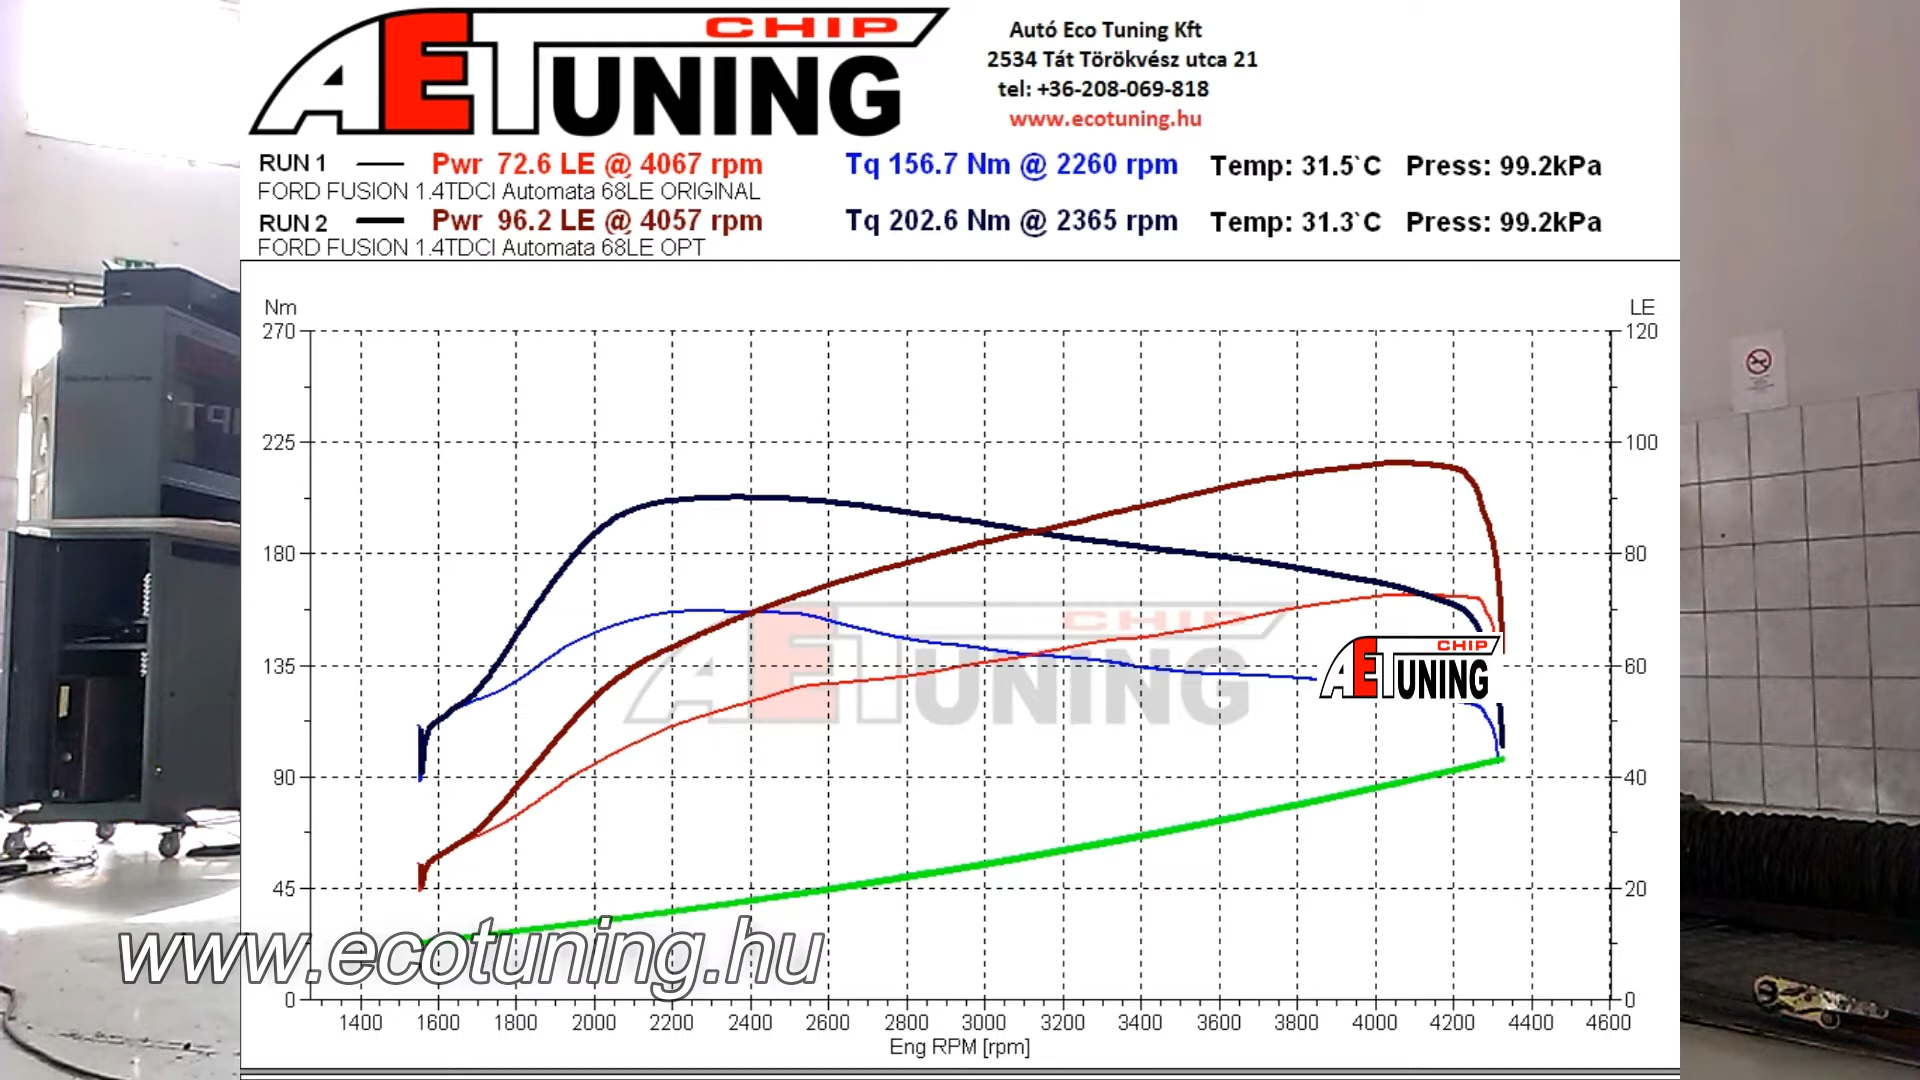 AETUNING CHIP
Autó Eco Tuning Kft
2534 Tát Törökvész utca 21
tel: +36-208-069-818
www.ecotuning.hu
RUN 1 Pwr 72.6 LE @ 4067 rpm Tq 156.7 Nm @ 2260 rpm Temp: 31.5`C Press: 99.2kPa
FORD FUSION 1.4TDCI Automata 68LE ORIGINAL
RUN 2 Pwr 96.2 LE @ 4057 rpm Tq 202.6 Nm @ 2365 rpm Temp: 31.3`C Press: 99.2kPa
FORD FUSION 1.4TDCI Automata 68LE OPT
Nm LE
270 120
225 100
180 80
AETUNING CHIP
AETUNING CHIP
135 60
90 40
45 20
www.ecotuning.hu
0 0
1400 1600 1800 2000 2200 2400 2600 2800 3000 3200 3400 3600 3800 4000 4200 4400 4600
Eng RPM [rpm]